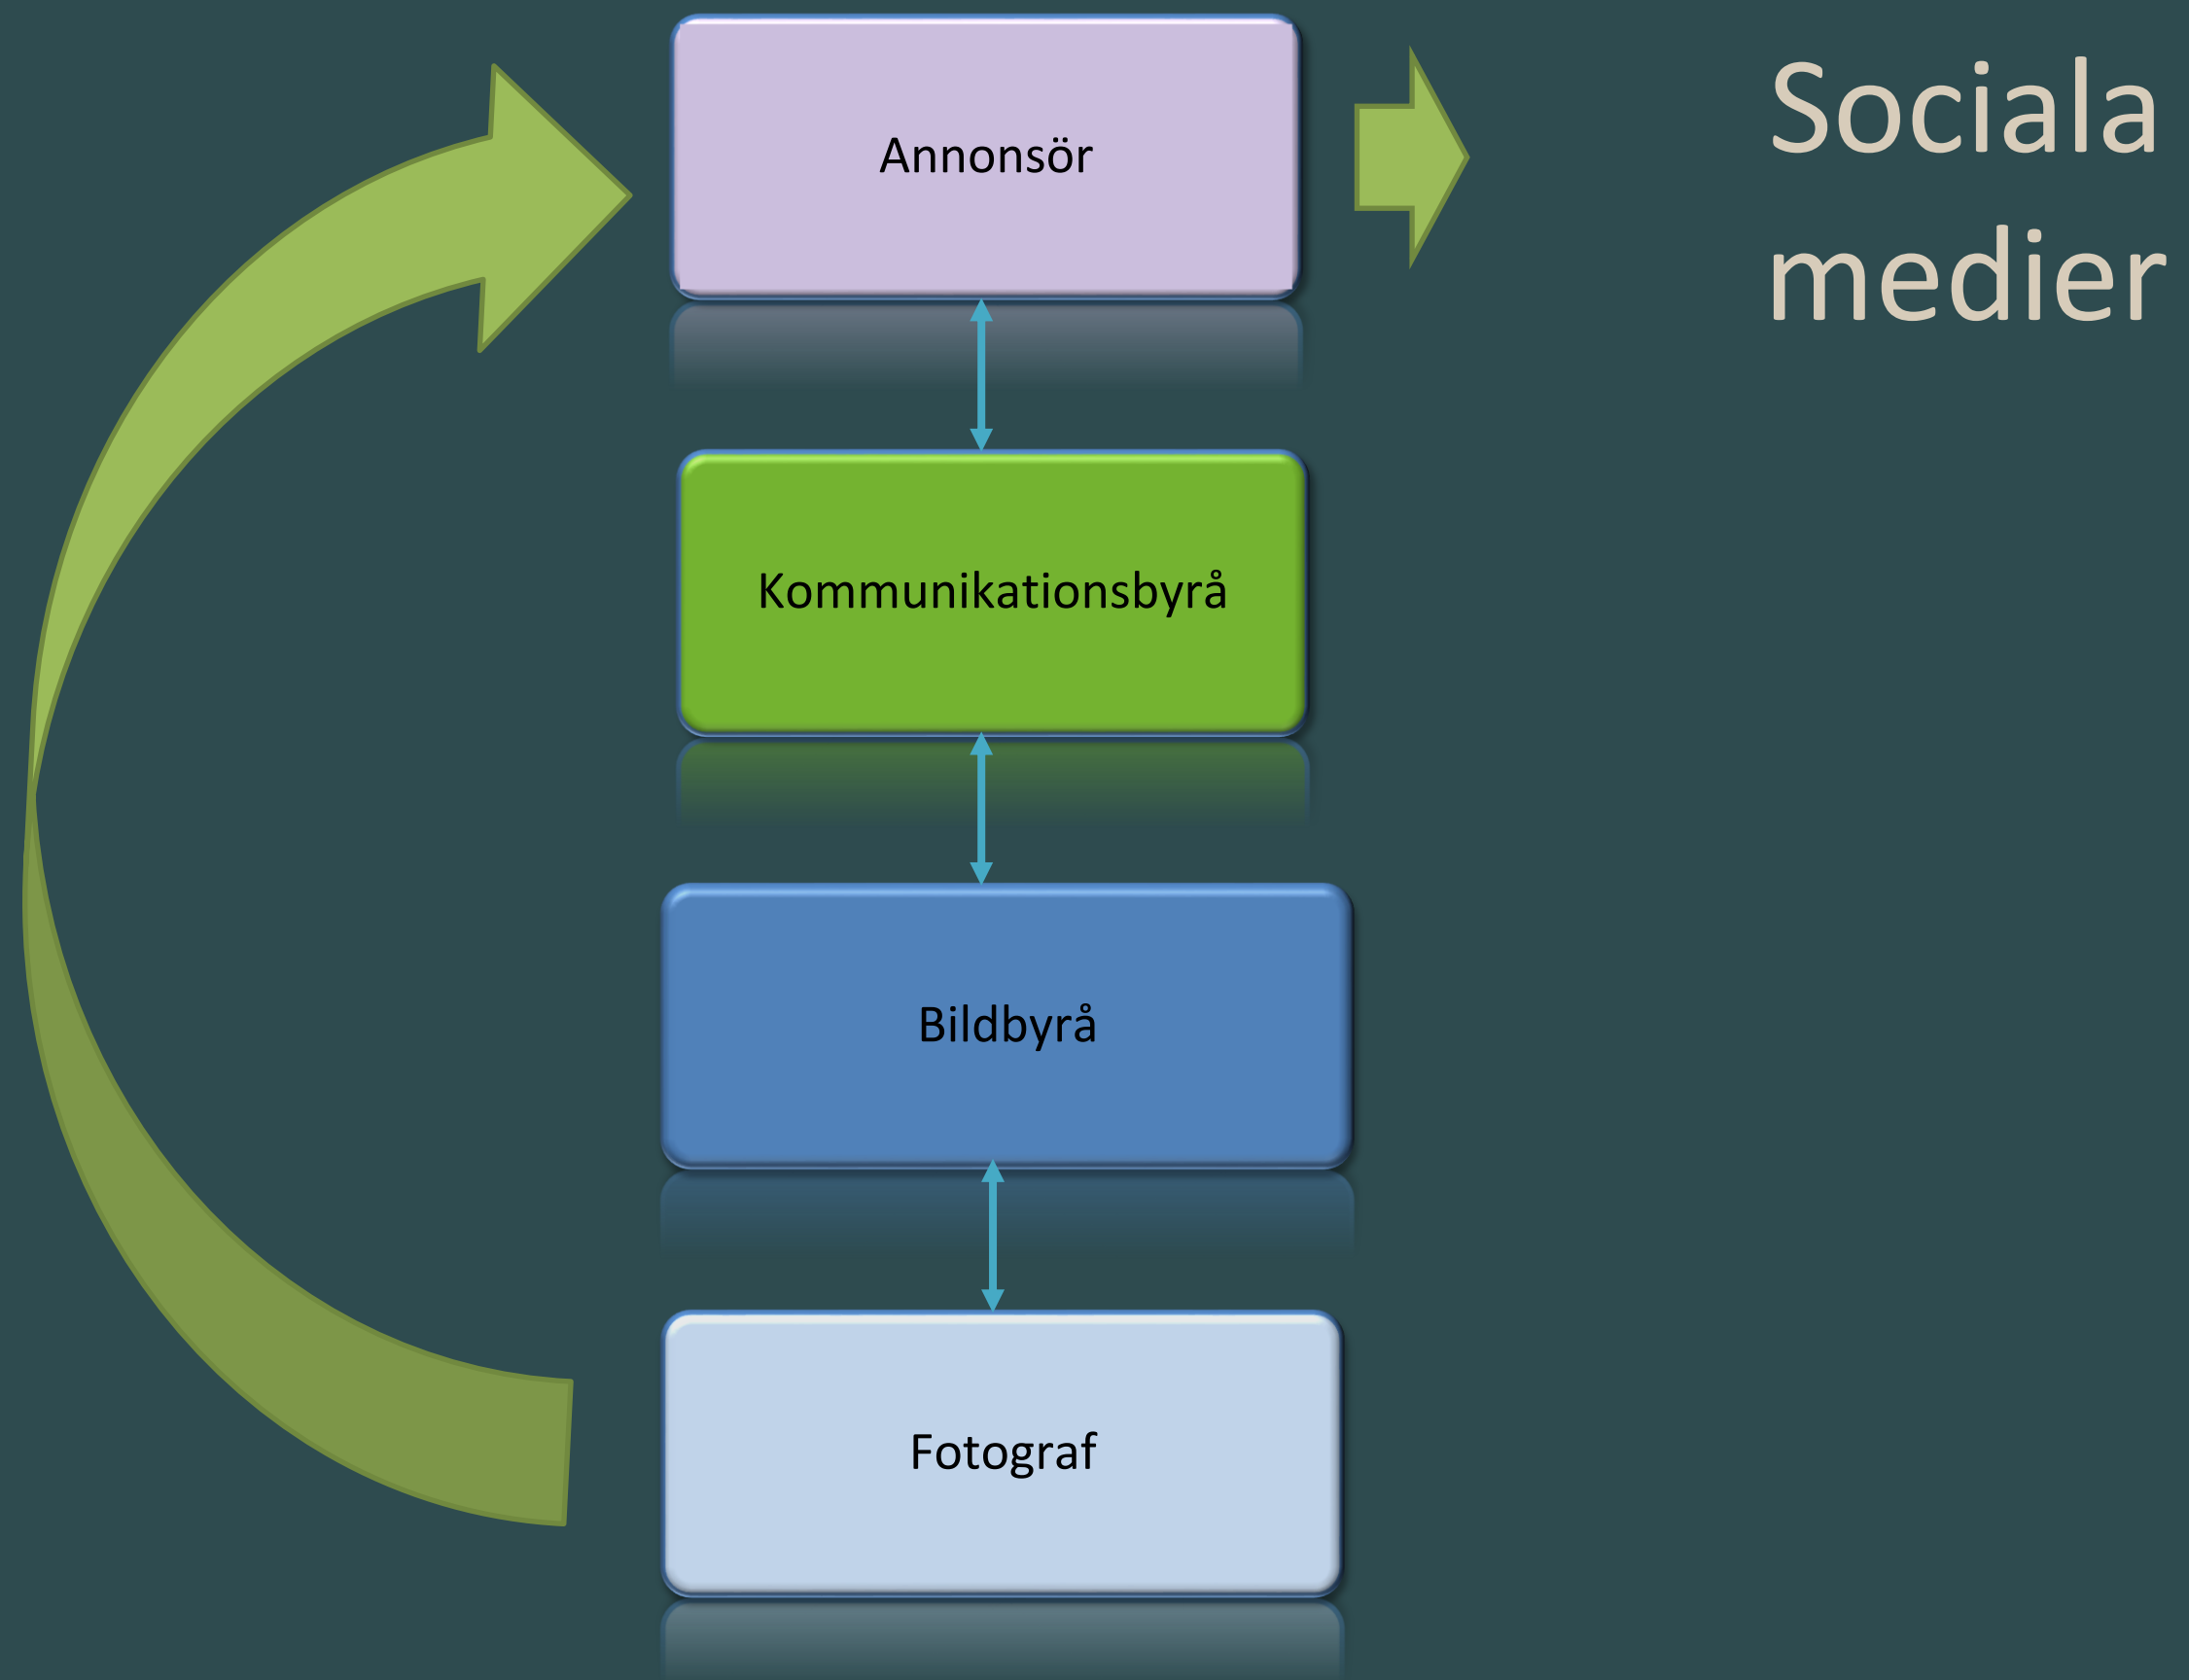 Annonsör
Sociala
medier
Kommunikationsbyrå
Bildbyrå
Fotograf